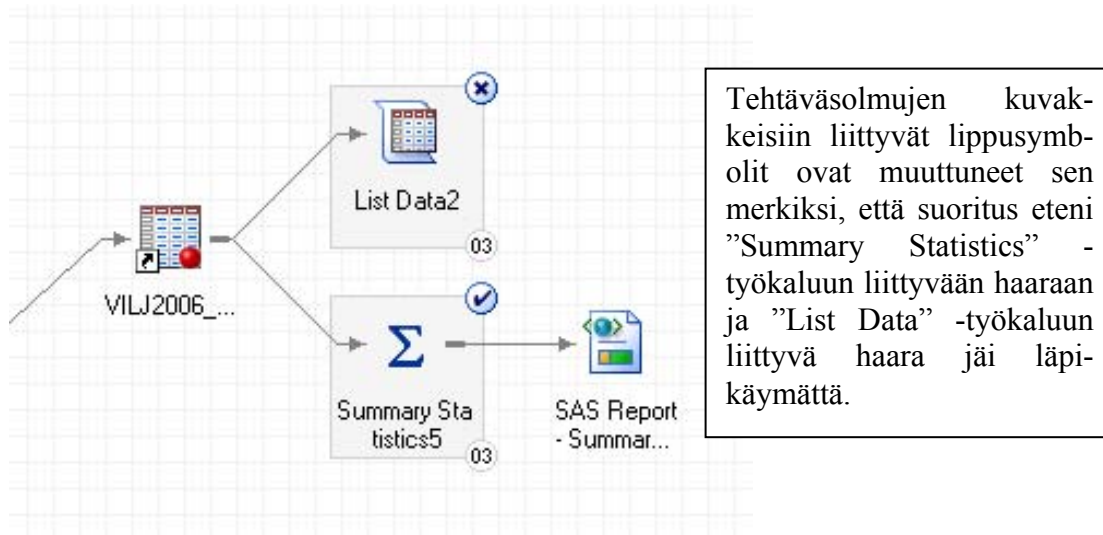 List Data2
03
VILJ2006_...
Summary Sta
tistics5
03
SAS Report
- Summar...
Tehtäväsolmujen kuvak-
keisiin liittyvät lippusymb-
olit ovat muuttuneet sen
merkiksi, että suoritus eteni
”Summary Statistics” -
työkaluun liittyvään haaraan
ja ”List Data” -työkaluun
liittyvä haara jäi läpi-
käymättä.